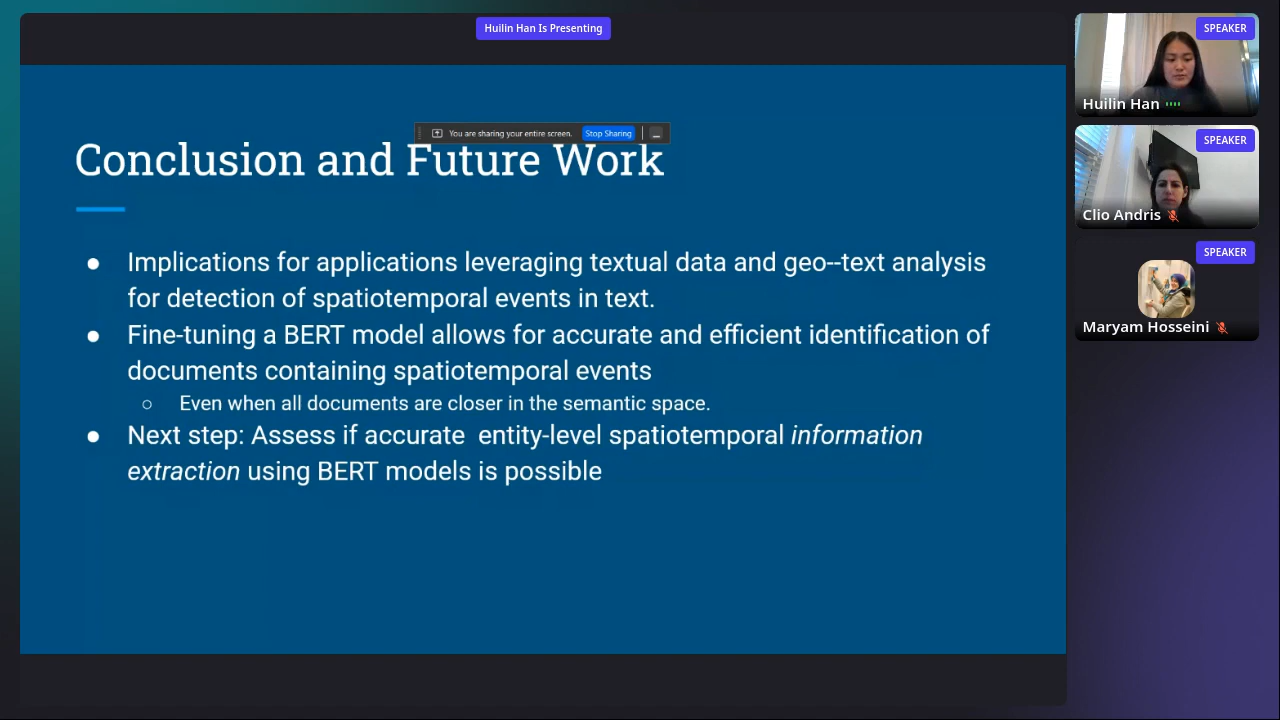 Huilin Han Is Presenting
SPEAKER
Huilin Han
You are sharing your entire screen. Stop Sharing
SPEAKER
Clio Andris
SPEAKER
Maryam Hosseini
Conclusion and Future Work
● Implications for applications leveraging textual data and geo--text analysis
for detection of spatiotemporal events in text.
● Fine-tuning a BERT model allows for accurate and efficient identification of
documents containing spatiotemporal events
○ Even when all documents are closer in the semantic space.
● Next step: Assess if accurate  entity-level spatiotemporal information
extraction using BERT models is possible